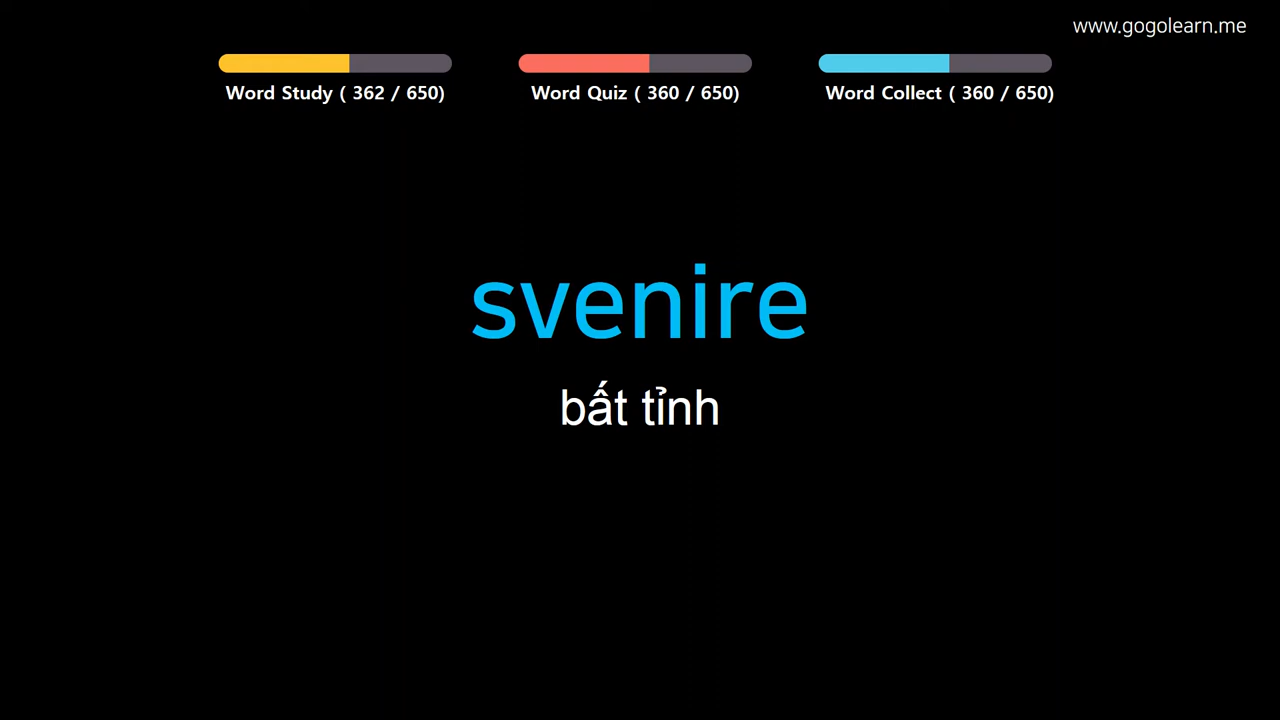 www.gogolearn.me
Word Study ( 362 / 650)
Word Quiz ( 360 / 650)
Word Collect ( 360 / 650)
svenire
bất tỉnh